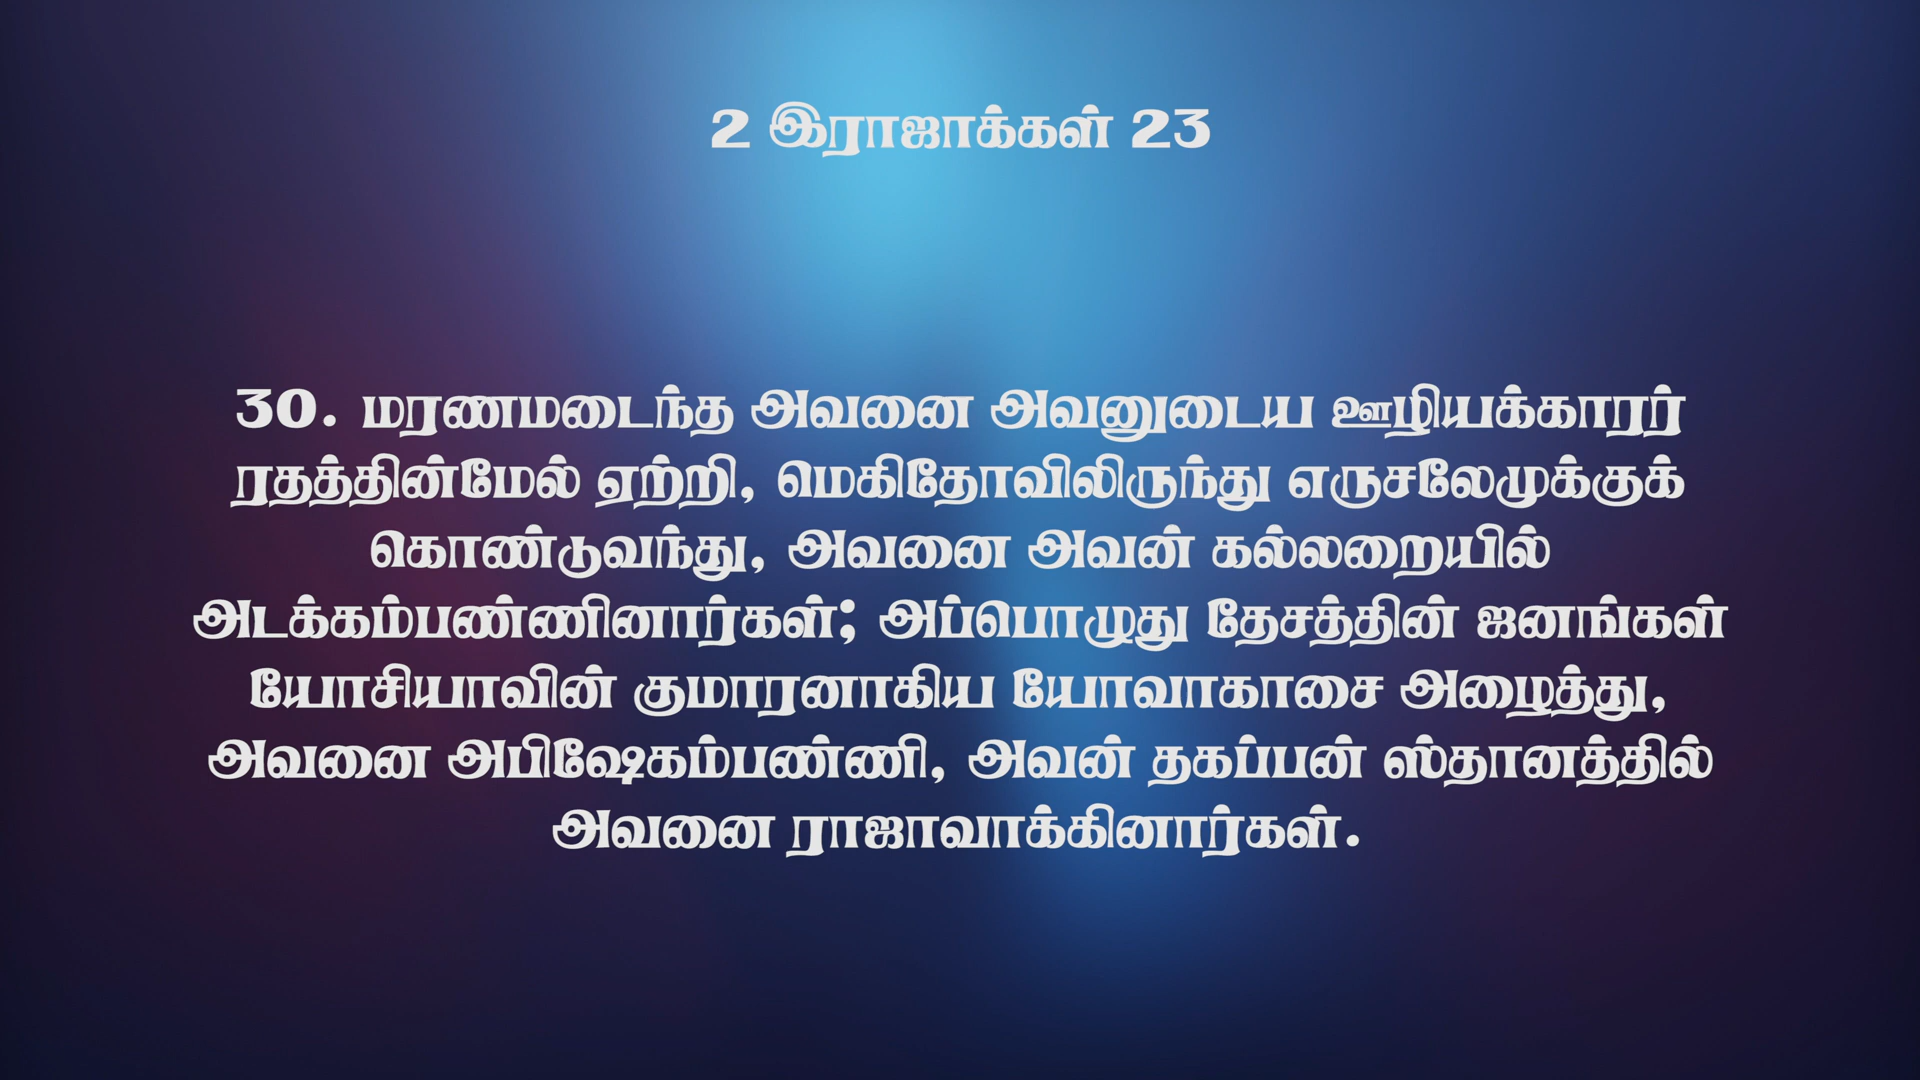 2 இராஜாக்கள் 23
30. மரணமடைந்த அவனை அவனுடைய ஊழியக்காரர்
ரதத்தின்மேல் ஏற்றி, மெகிதோவிலிருந்து எருசலேமுக்குக்
கொண்டுவந்து, அவனை அவன் கல்லறையில்
அடக்கம்பண்ணினார்கள்; அப்பொழுது தேசத்தின் ஜனங்கள்
யோசியாவின் குமாரனாகிய யோவாகாசை அழைத்து,
அவனை அபிஷேகம்பண்ணி, அவன் தகப்பன் ஸ்தானத்தில்
அவனை ராஜாவாக்கினார்கள்.